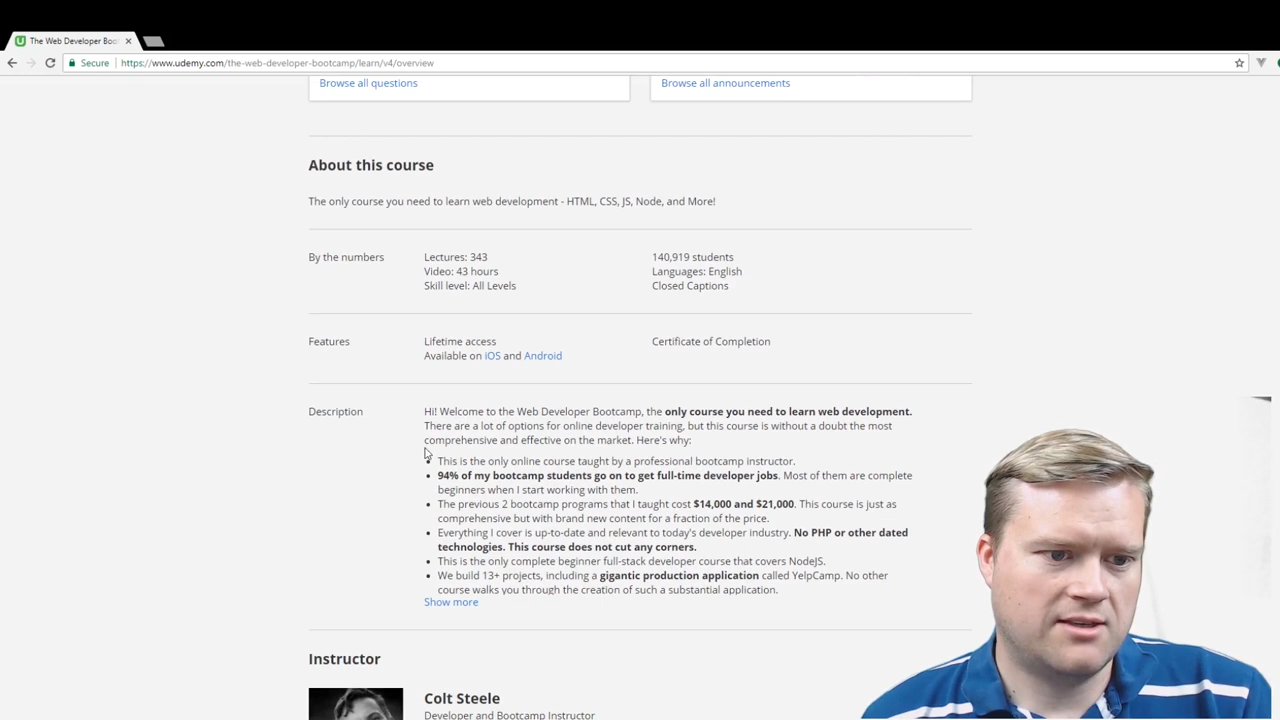 The Web Developer Boo
Secure
https://www.udemy.com/the-web-developer-bootcamp/learn/v4/overview
Browse all questions
Browse all announcements
About this course
The only course you need to learn web development - HTML, CSS, JS, Node, and More!
By the numbers
Lectures: 343
Video: 43 hours
Skill level: All Levels
140,919 students
Languages: English
Closed Captions
Features
Lifetime access
Available on iOS and Android
Certificate of Completion
Description
Hi! Welcome to the Web Developer Bootcamp, the only course you need to learn web development.
There are a lot of options for online developer training, but this course is without a doubt the most
comprehensive and effective on the market. Here's why:
This is the only online course taught by a professional bootcamp instructor.
94% of my bootcamp students go on to get full-time developer jobs. Most of them are complete
beginners when I start working with them.
The previous 2 bootcamp programs that I taught cost $14,000 and $21,000. This course is just as
comprehensive but with brand new content for a fraction of the price.
Everything I cover is up-to-date and relevant to today's developer industry. No PHP or other dated
technologies. This course does not cut any corners.
This is the only complete beginner full-stack developer course that covers NodeJS.
We build 13+ projects, including a gigantic production application called YelpCamp. No other
course walks you through the creation of such a substantial application.
Show more
Instructor
Colt Steele
Developer and Bootcamp Instructor